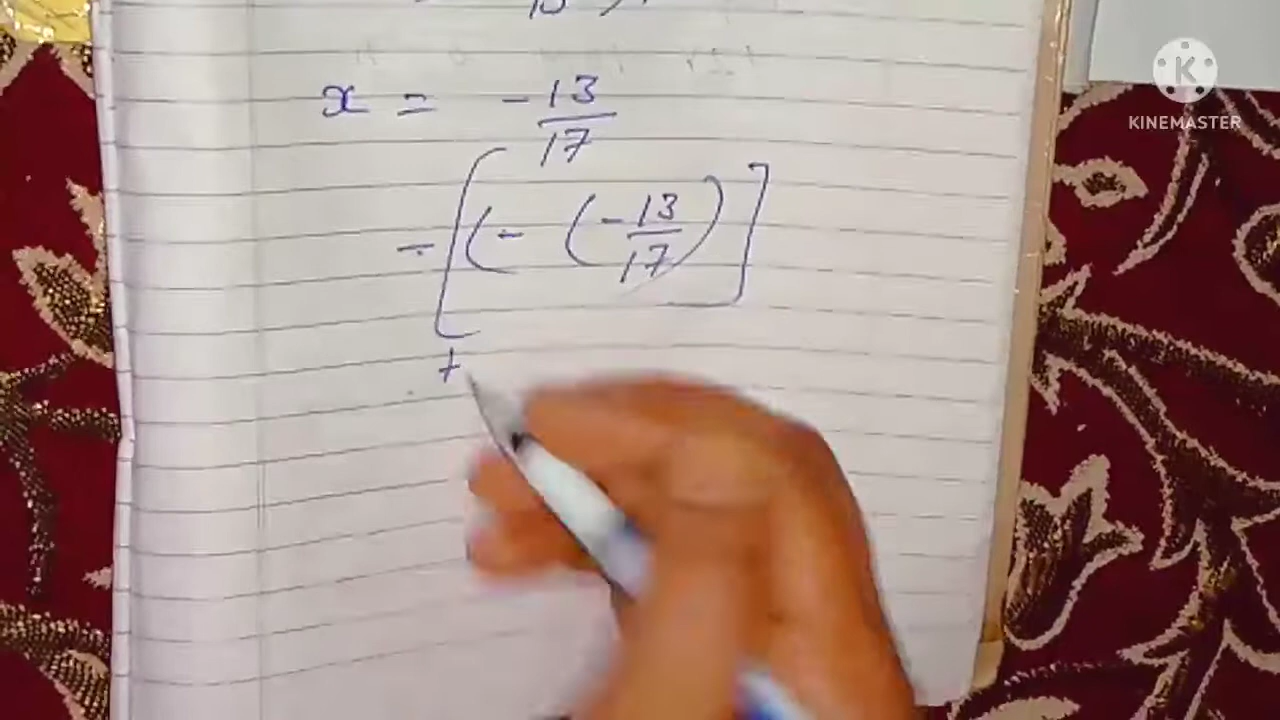 x = -13/17
- [(- (-13/17)]
+
K
KINEMASTER